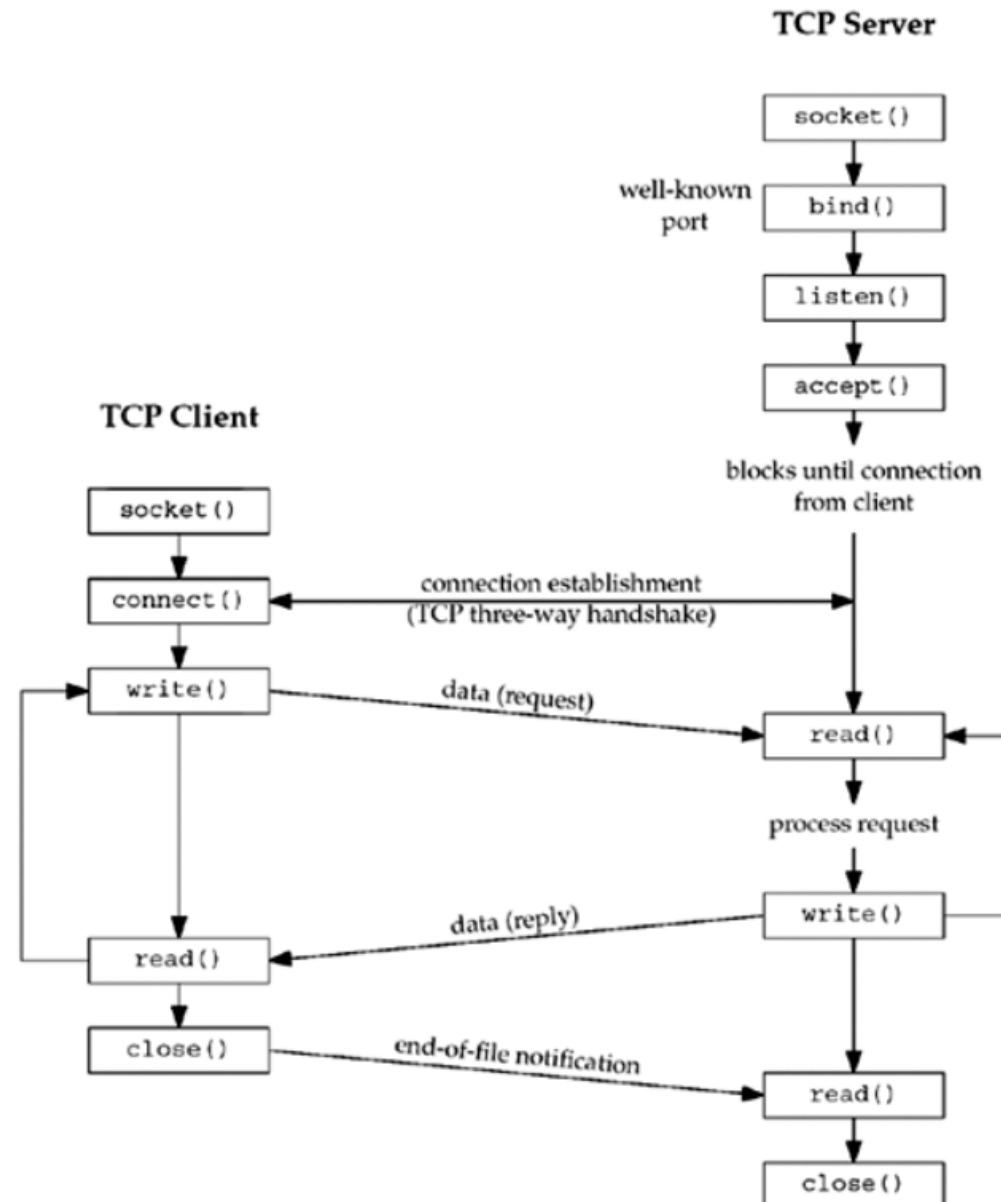 TCP Server
socket()
well-known
port
bind()
listen()
accept()
blocks until connection
from client
TCP Client
socket()
connect()
connection establishment
(TCP three-way handshake)
write()
data (request)
read()
process request
write()
data (reply)
read()
close()
end-of-file notification
read()
close()